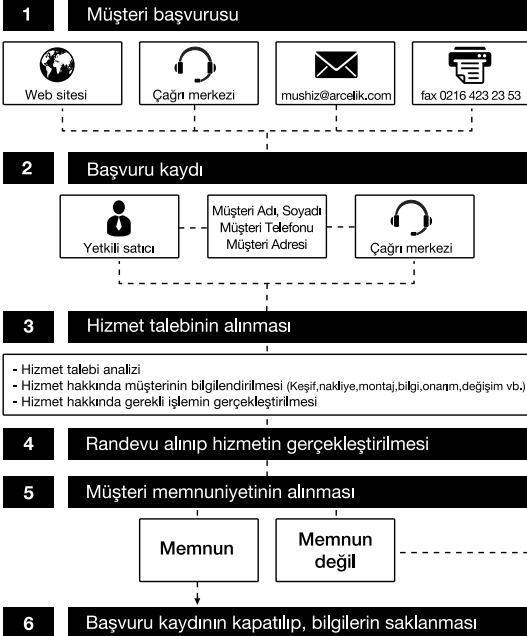 1 Müşteri başvurusu
Web sitesi
Çağrı merkezi
mushiz@arcelik.com
fax 0216 423 23 53
2 Başvuru kaydı
Yetkili satıcı
Müşteri Adı, Soyadı
Müşteri Telefonu
Müşteri Adresi
Çağrı merkezi
3 Hizmet talebinin alınması
- Hizmet talebi analizi
- Hizmet hakkında müşterinin bilgilendirilmesi (Keşif,nakliye,montaj,bilgi,onarım,değişim vb.)
- Hizmet hakkında gerekli işlemin gerçekleştirilmesi
4 Randevu alınıp hizmetin gerçekleştirilmesi
5 Müşteri memnuniyetinin alınması
Memnun
Memnun
değil
6 Başvuru kaydının kapatılıp, bilgilerin saklanması